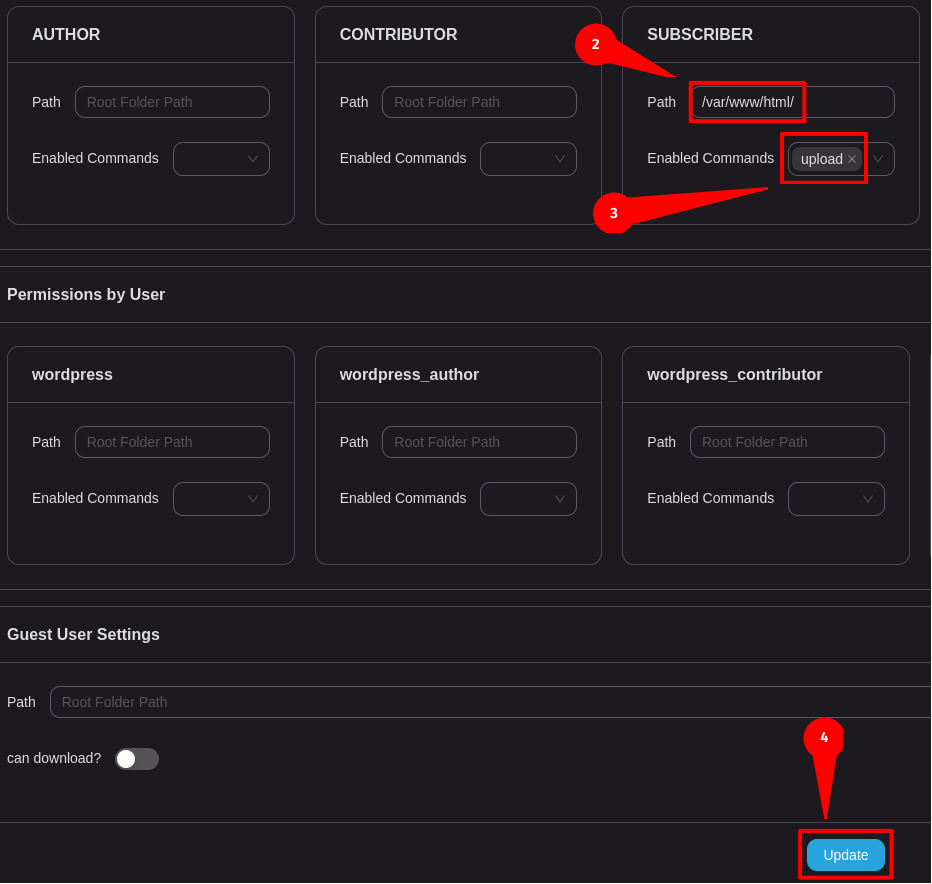 AUTHOR
CONTRIBUTOR
SUBSCRIBER
2
Path
Root Folder Path
Path
Root Folder Path
Path
/var/www/html/
Enabled Commands
Enabled Commands
Enabled Commands
upload ×
3
Permissions by User
wordpress
wordpress_author
wordpress_contributor
Path
Root Folder Path
Path
Root Folder Path
Path
Root Folder Path
Enabled Commands
Enabled Commands
Enabled Commands
Guest User Settings
Path
Root Folder Path
can download?
4
Update